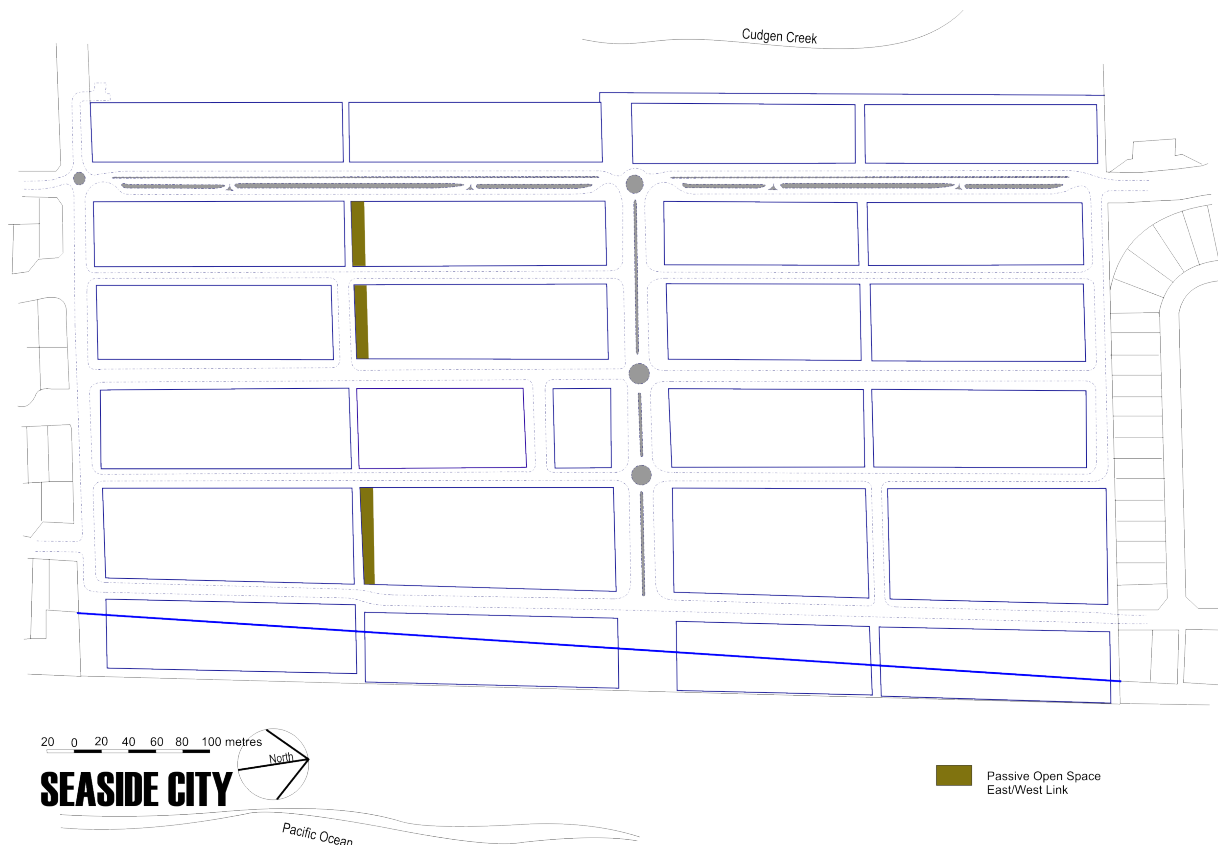 Cudgen Creek
20 0 20 40 60 80 100 metres
North
SEASIDE CITY
Passive Open Space
East/West Link
Pacific Ocean